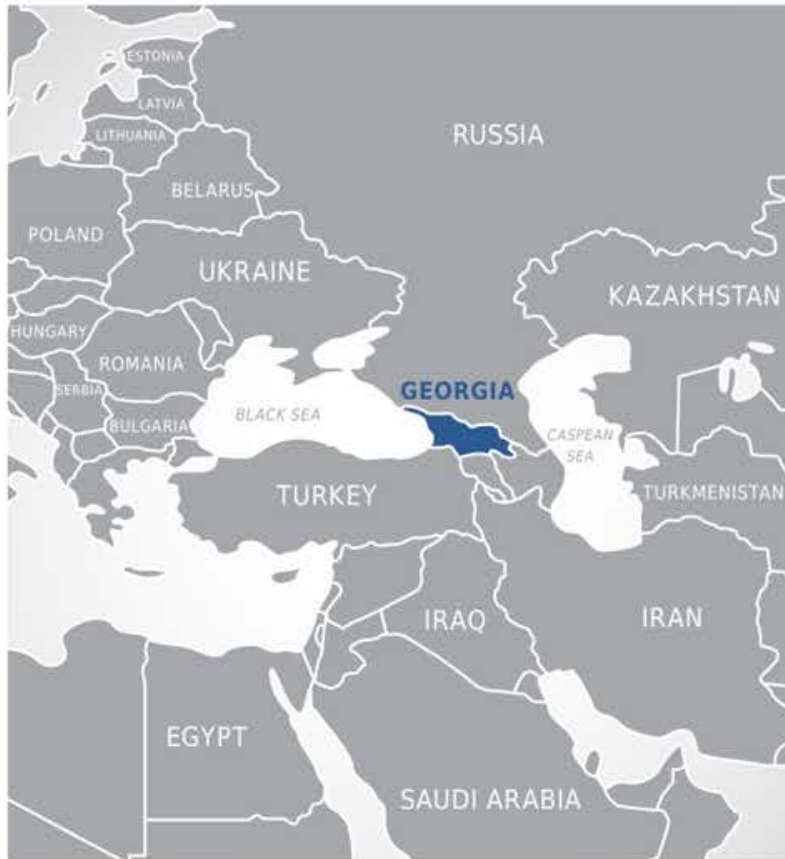 ESTONIA
LATVIA
LITHUANIA
RUSSIA
BELARUS
POLAND
UKRAINE
KAZAKHSTAN
HUNGARY
ROMANIA
SERBIA
GEORGIA
BULGARIA
BLACK SEA
CASPEAN
SEA
TURKEY
TURKMENISTAN
IRAQ
IRAN
EGYPT
SAUDI ARABIA